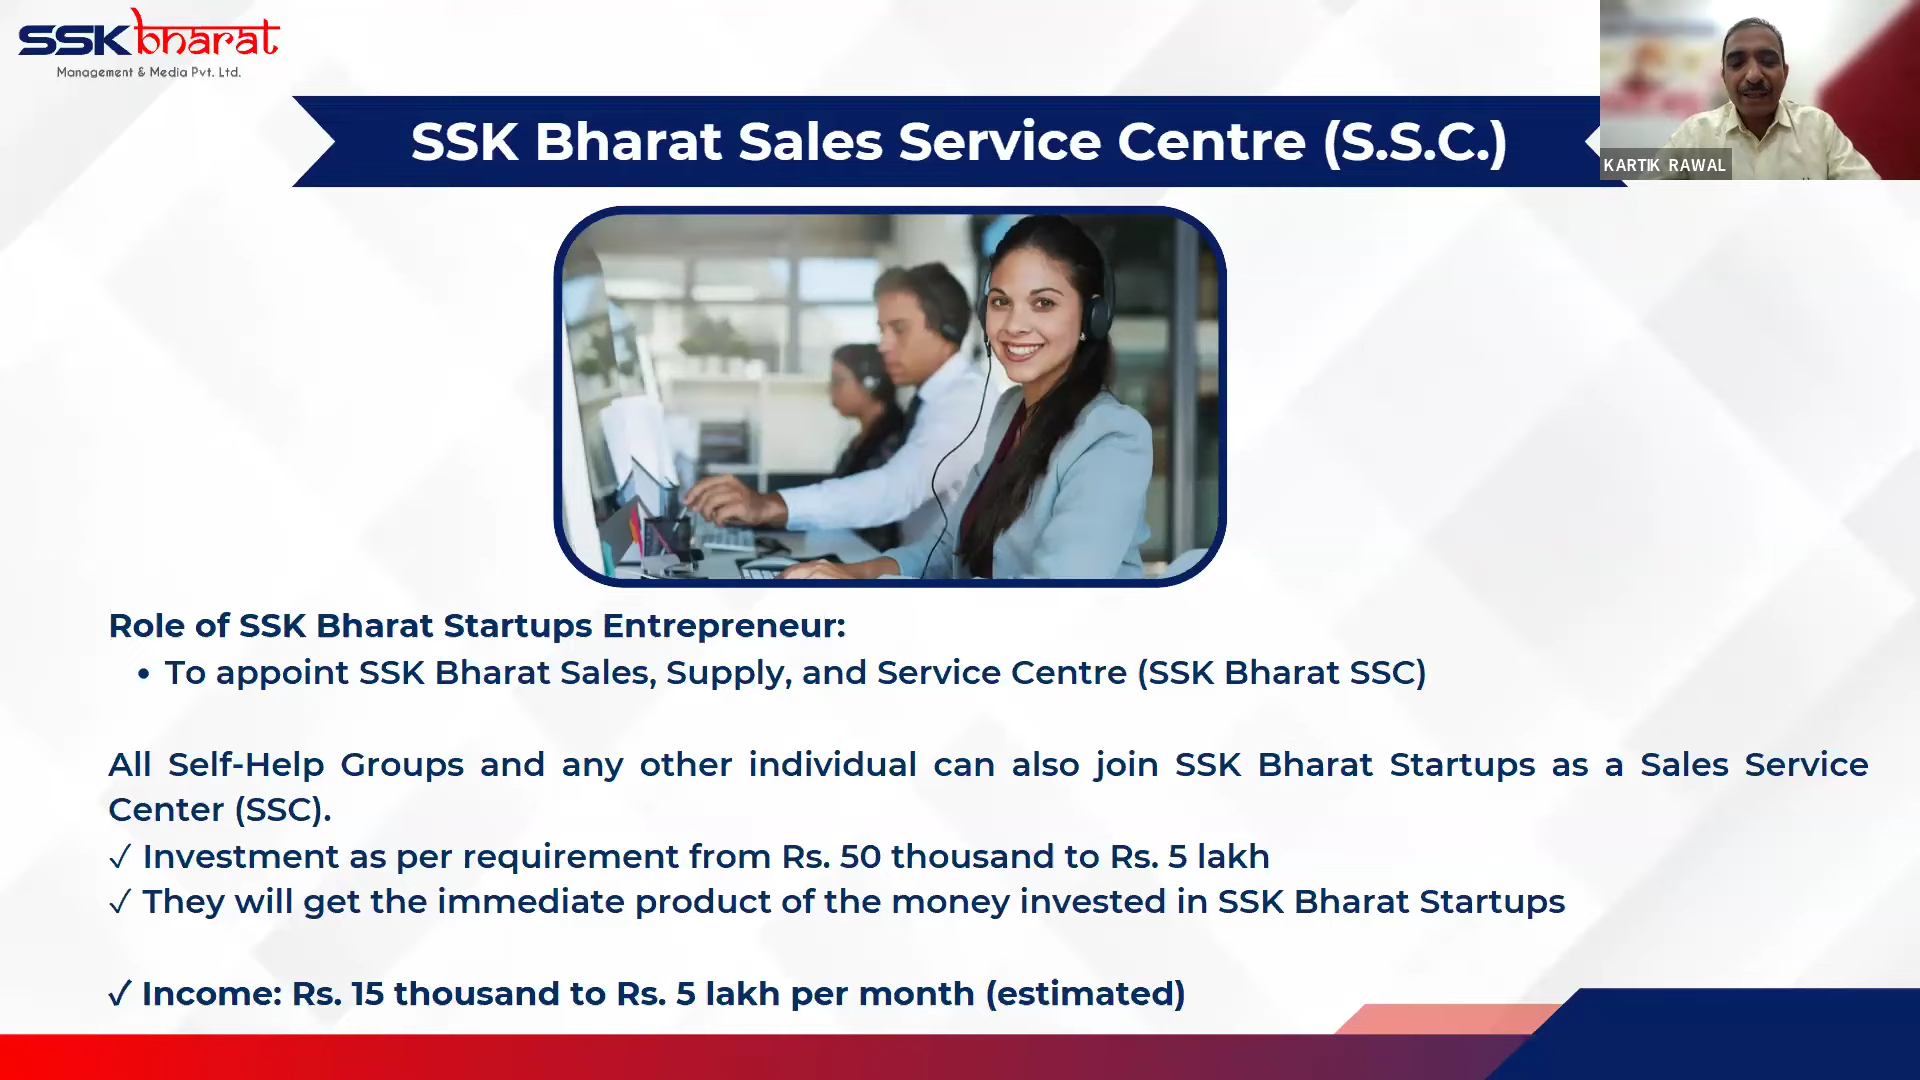 SSK bharat
Management & Media Pvt. Ltd.
SSK Bharat Sales Service Centre (S.S.C.)
KARTIK RAWAL
Role of SSK Bharat Startups Entrepreneur:
• To appoint SSK Bharat Sales, Supply, and Service Centre (SSK Bharat SSC)
All Self-Help Groups and any other individual can also join SSK Bharat Startups as a Sales Service
Center (SSC).
✓ Investment as per requirement from Rs. 50 thousand to Rs. 5 lakh
✓ They will get the immediate product of the money invested in SSK Bharat Startups
✓ Income: Rs. 15 thousand to Rs. 5 lakh per month (estimated)